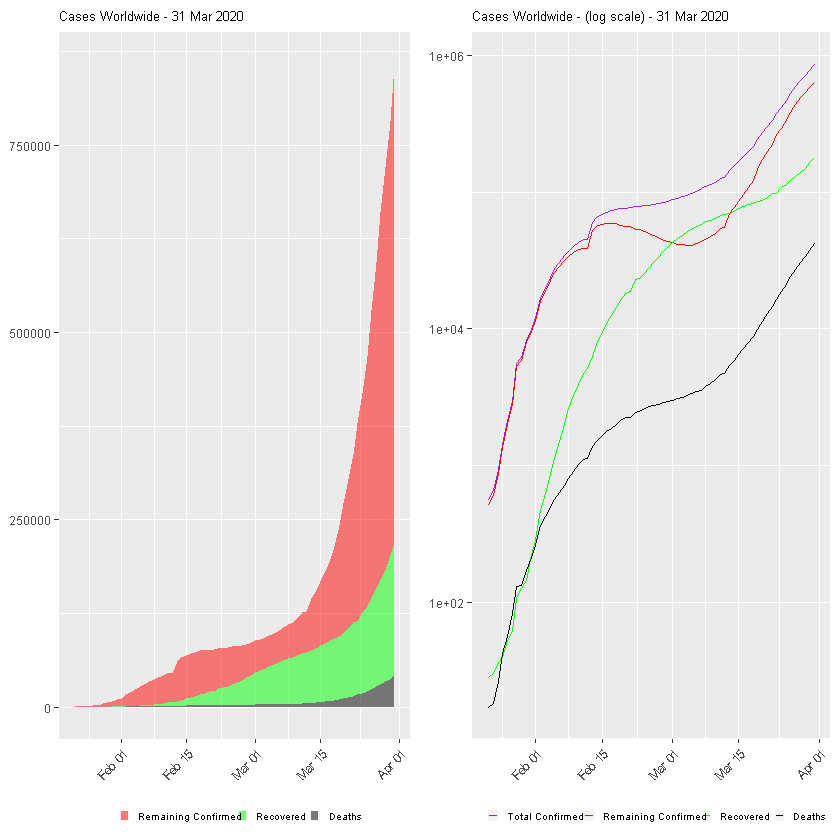 Cases Worldwide - 31 Mar 2020
750000
500000
250000
0
Feb 01
Feb 15
Mar 01
Mar 15
Apr 01
Remaining Confirmed
Recovered
Deaths
Cases Worldwide - (log scale) - 31 Mar 2020
1e+06
1e+04
1e+02
Feb 01
Feb 15
Mar 01
Mar 15
Apr 01
Total Confirmed
Remaining Confirmed
Recovered
Deaths